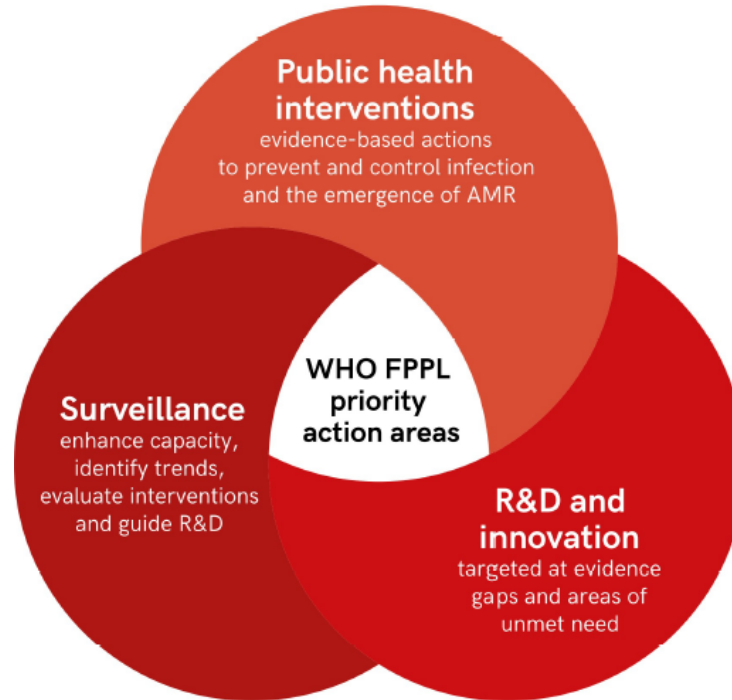 Public health
interventions
evidence-based actions
to prevent and control infection
and the emergence of AMR
WHO FPPL
priority
action areas
Surveillance
enhance capacity,
identify trends,
evaluate interventions
and guide R&D
R&D and
innovation
targeted at evidence
gaps and areas of
unmet need